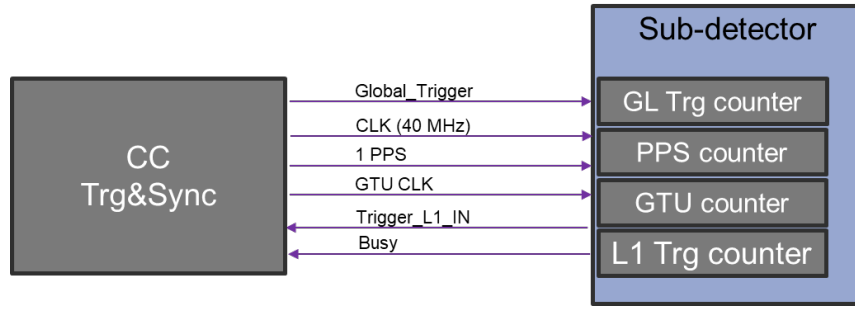 Sub-detector
CC
Trg&Sync
Global_Trigger
CLK (40 MHz)
1 PPS
GTU CLK
Trigger_L1_IN
Busy
GL Trg counter
PPS counter
GTU counter
L1 Trg counter